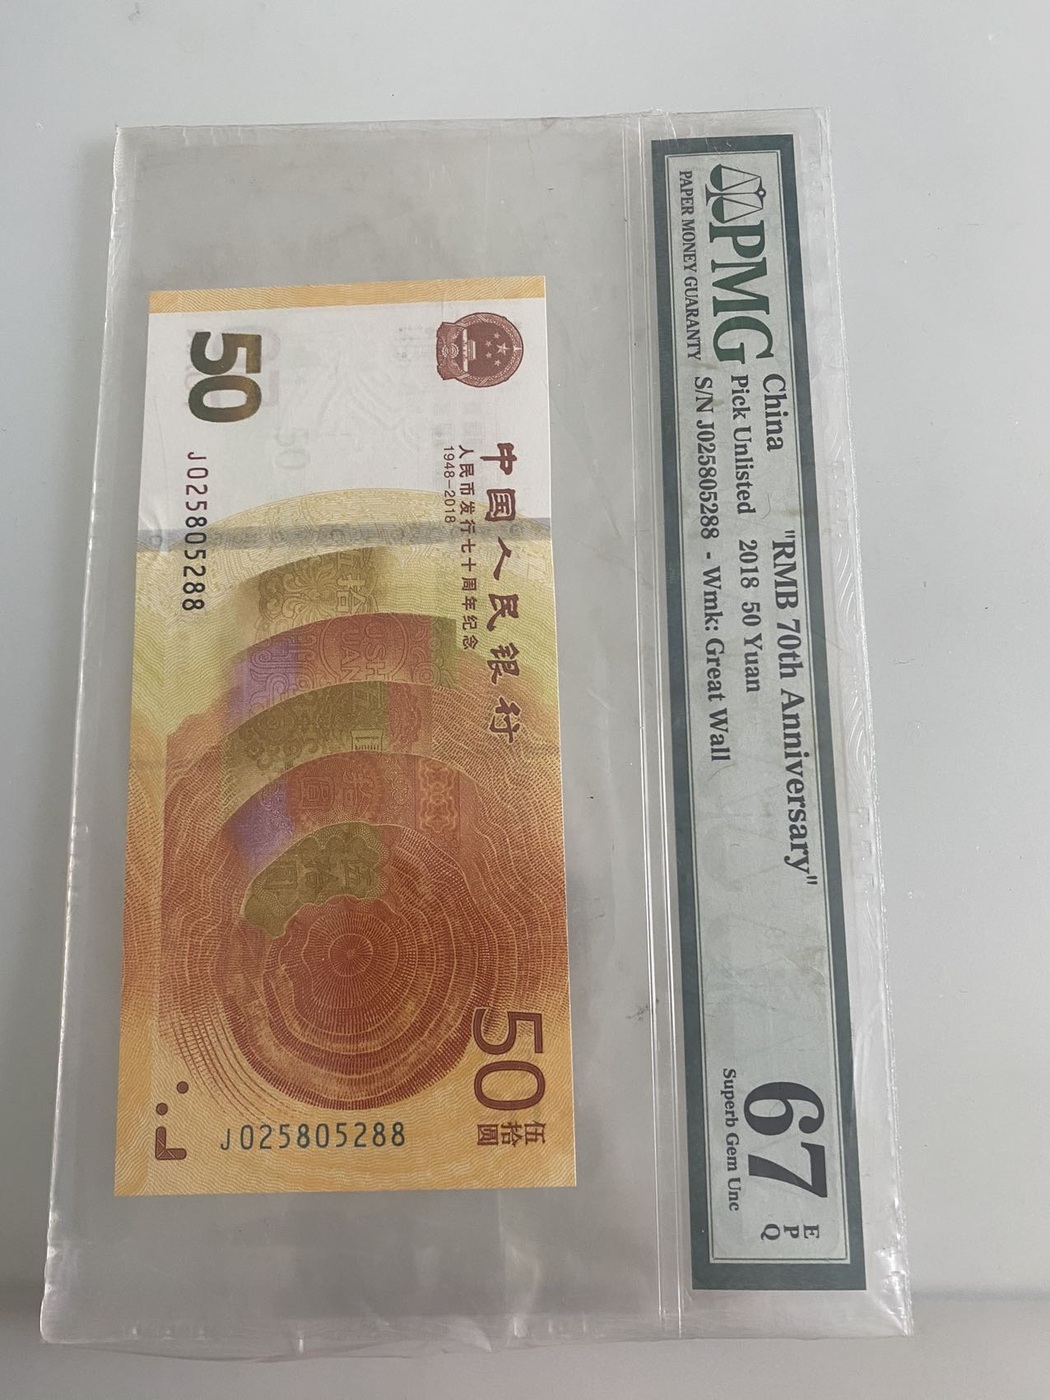 PMG
PAPER MONEY GUARANTY
China "RMB 70th Anniversary"
Pick Unlisted 2018 50 Yuan
S/N J025805288 - Wmk: Great Wall
67 EPQ
Superb Gem Unc
中国人民银行
人民币发行七十周年纪念
1948-2018
50
J025805288
50
伍拾圆
J025805288